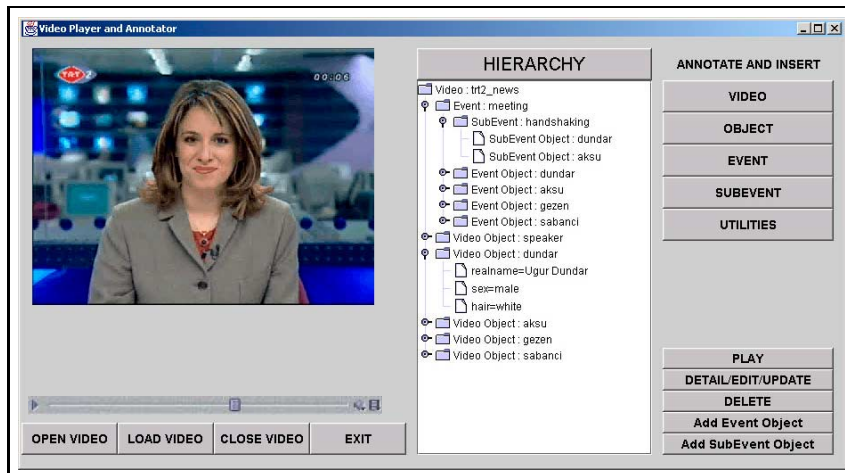 Video Player and Annotator
TRT 2
00:06
HIERARCHY
Video : trt2_news
Event : meeting
SubEvent : handshaking
SubEvent Object : dundar
SubEvent Object : aksu
Event Object : dundar
Event Object : aksu
Event Object : gezen
Event Object : sabanci
Video Object : speaker
Video Object : dundar
realname=Ugur Dundar
sex=male
hair=white
Video Object : aksu
Video Object : gezen
Video Object : sabanci
ANNOTATE AND INSERT
VIDEO
OBJECT
EVENT
SUBEVENT
UTILITIES
PLAY
DETAIL/EDIT/UPDATE
DELETE
Add Event Object
Add SubEvent Object
OPEN VIDEO LOAD VIDEO CLOSE VIDEO EXIT